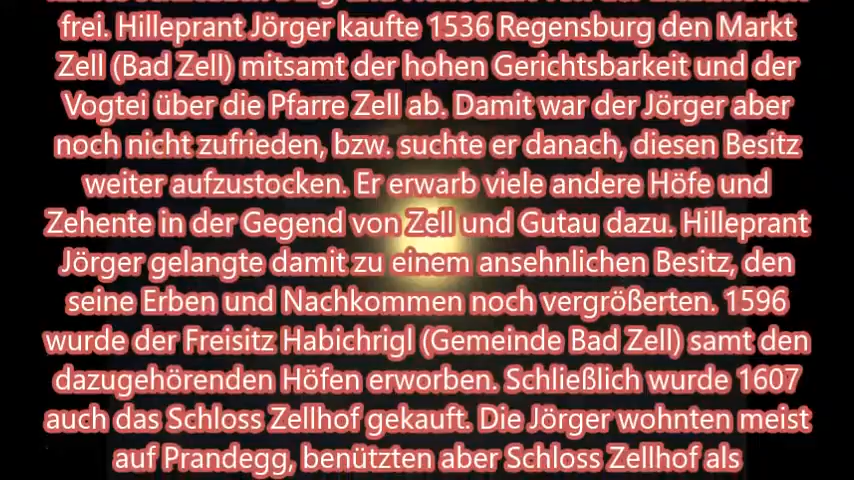 frei. Hilleprant Jörger kaufte 1536 Regensburg den Markt
Zell (Bad Zell) mitsamt der hohen Gerichtsbarkeit und der
Vogtei über die Pfarre Zell ab. Damit war der Jörger aber
noch nicht zufrieden, bzw. suchte er danach, diesen Besitz
weiter aufzustocken. Er erwarb viele andere Höfe und
Zehente in der Gegend von Zell und Gutau dazu. Hilleprant
Jörger gelangte damit zu einem ansehnlichen Besitz, den
seine Erben und Nachkommen noch vergrößerten. 1596
wurde der Freisitz Habichrigl (Gemeinde Bad Zell) samt den
dazugehörenden Höfen erworben. Schließlich wurde 1607
auch das Schloss Zellhof gekauft. Die Jörger wohnten meist
auf Prandegg, benützten aber Schloss Zellhof als